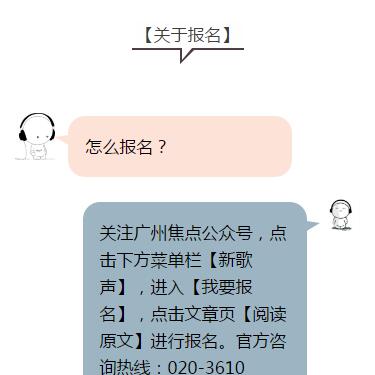 【关于报名】
怎么报名？
关注广州焦点公众号，点
击下方菜单栏【新歌
声】，进入【我要报
名】，点击文章页【阅读
原文】进行报名。官方咨
询热线：020-3610